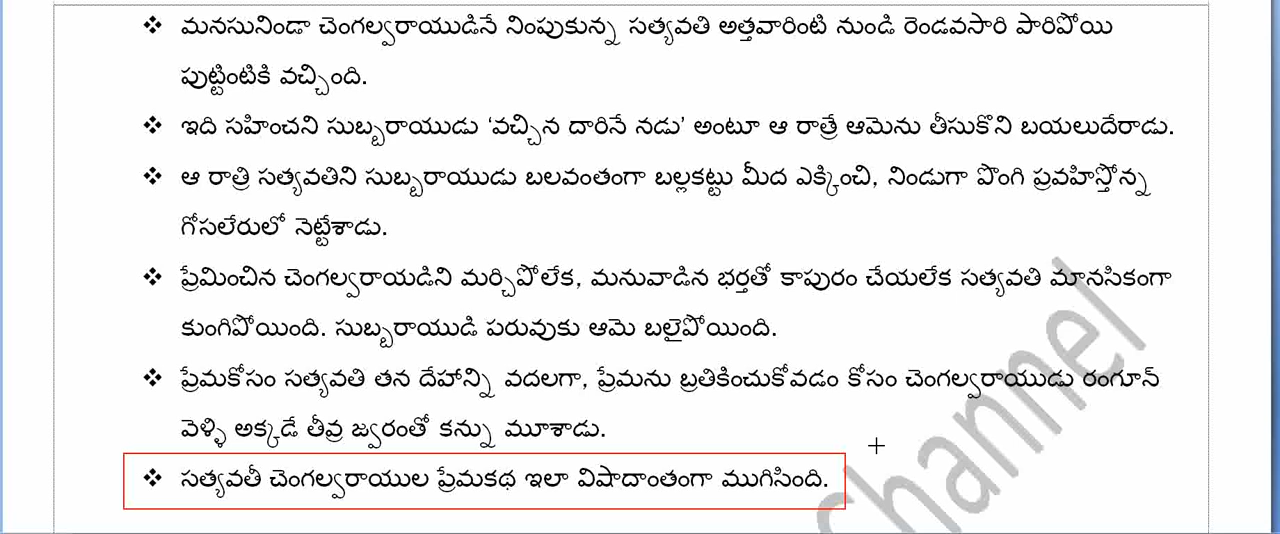 ❖ మనసునిండా చెంగల్వరాయుడినే నింపుకున్న సత్యవతి అత్తవారింటి నుండి రెండవసారి పారిపోయి
పుట్టింటికి వచ్చింది.
❖ ఇది సహించని సుబ్బరాయుడు ‘వచ్చిన దారినే నడు’ అంటూ ఆ రాత్రే ఆమెను తీసుకొని బయలుదేరాడు.
❖ ఆ రాత్రి సత్యవతిని సుబ్బరాయుడు బలవంతంగా బల్లకట్టు మీద ఎక్కించి, నిండుగా పొంగి ప్రవహిస్తోన్న
గోసలేరులో నెట్టేశాడు.
❖ ప్రేమించిన చెంగల్వరాయడిని మర్చిపోలేక, మనువాడిన భర్తతో కాపురం చేయలేక సత్యవతి మానసికంగా
కుంగిపోయింది. సుబ్బరాయుడి పరువుకు ఆమె బలైపోయింది.
❖ ప్రేమకోసం సత్యవతి తన దేహాన్ని వదలగా, ప్రేమను బ్రతికించుకోవడం కోసం చెంగల్వరాయుడు రంగూన్
వెళ్ళి అక్కడే తీవ్ర జ్వరంతో కన్ను మూశాడు.
❖ సత్యవతీ చెంగల్వరాయుల ప్రేమకథ ఇలా విషాదాంతంగా ముగిసింది.
Channel